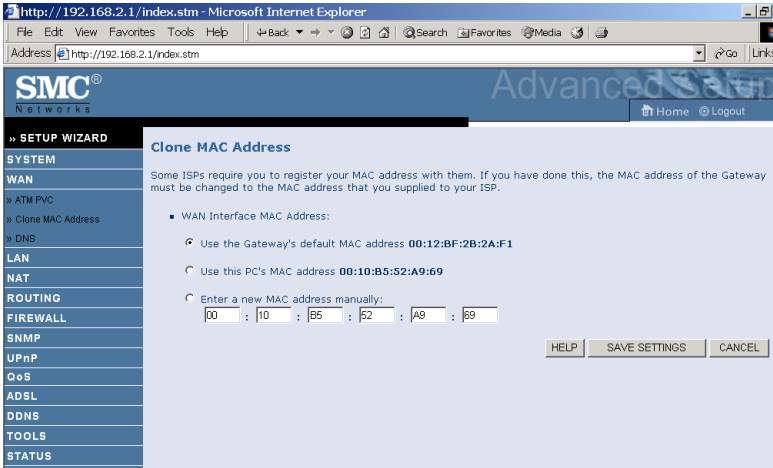 http://192.168.2.1/index.stm - Microsoft Internet Explorer
File Edit View Favorites Tools Help Back Search Favorites Media
Address http://192.168.2.1/index.stm Go Links
SMC®
Networks
Advanced Setup
Home Logout
» SETUP WIZARD
SYSTEM
WAN
» ATM PVC
» Clone MAC Address
» DNS
LAN
NAT
ROUTING
FIREWALL
SNMP
UPnP
QoS
ADSL
DDNS
TOOLS
STATUS
Clone MAC Address
Some ISPs require you to register your MAC address with them. If you have done this, the MAC address of the Gateway
must be changed to the MAC address that you supplied to your ISP.
WAN Interface MAC Address:
Use the Gateway's default MAC address 00:12:BF:2B:2A:F1
Use this PC's MAC address 00:10:B5:52:A9:69
Enter a new MAC address manually:
00 : 10 : B5 : 52 : A9 : 69
HELP SAVE SETTINGS CANCEL